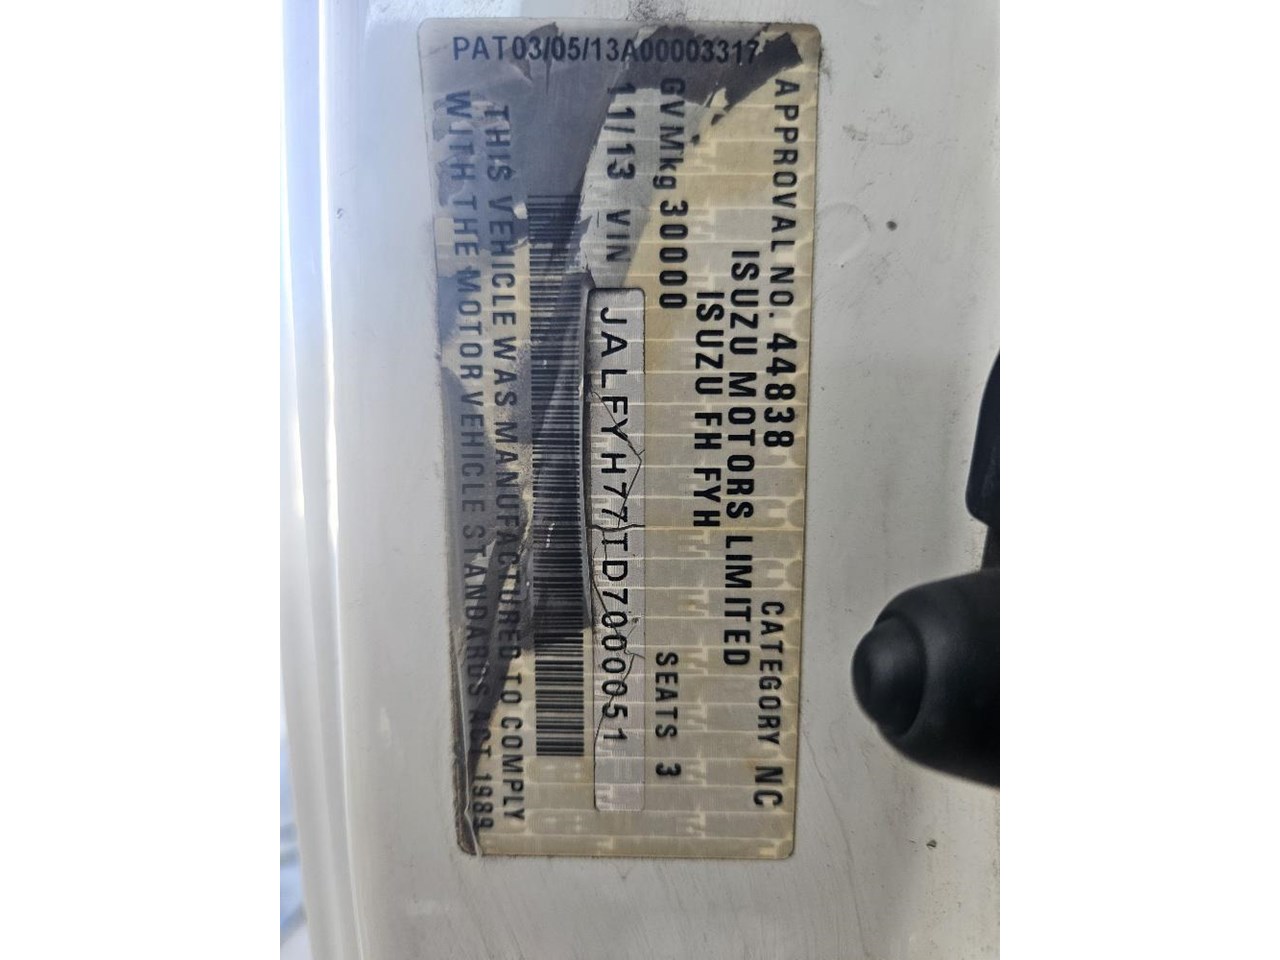 PAT03/05/13A00003317
APPROVAL NO. 44838 CATEGORY NC
ISUZU MOTORS LIMITED
ISUZU FH FYH
GVMkg 30000 SEATS 3
11/13 VIN JALFYH77TD7000051
THIS VEHICLE WAS MANUFACTURED TO COMPLY
WITH THE MOTOR VEHICLE STANDARDS ACT 1989